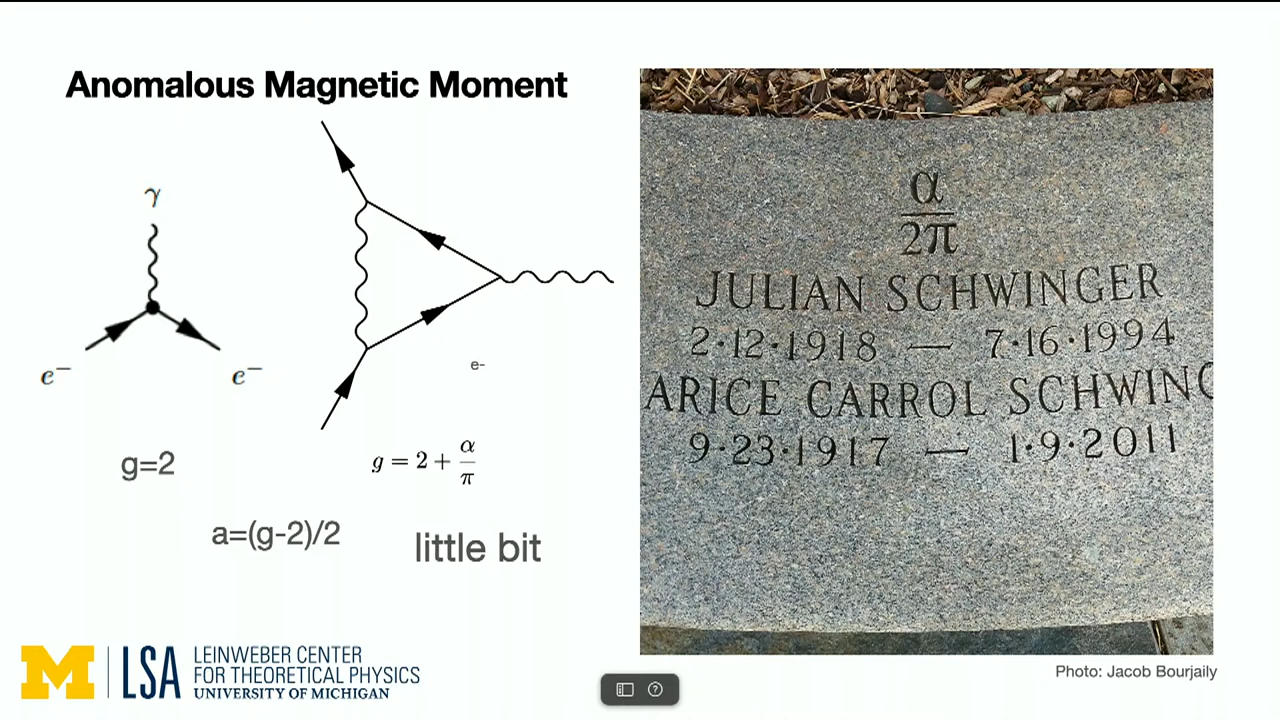 Anomalous Magnetic Moment
γ
e⁻
e⁻
e-
g=2
g = 2 + α/π
a=(g-2)/2
little bit
α
2π
JULIAN SCHWINGER
2·12·1918 — 7·16·1994
ARICE CARROL SCHWING
9·23·1917 — 1·9·2011
Photo: Jacob Bourjaily
M LSA
LEINWEBER CENTER
FOR THEORETICAL PHYSICS
UNIVERSITY OF MICHIGAN
?